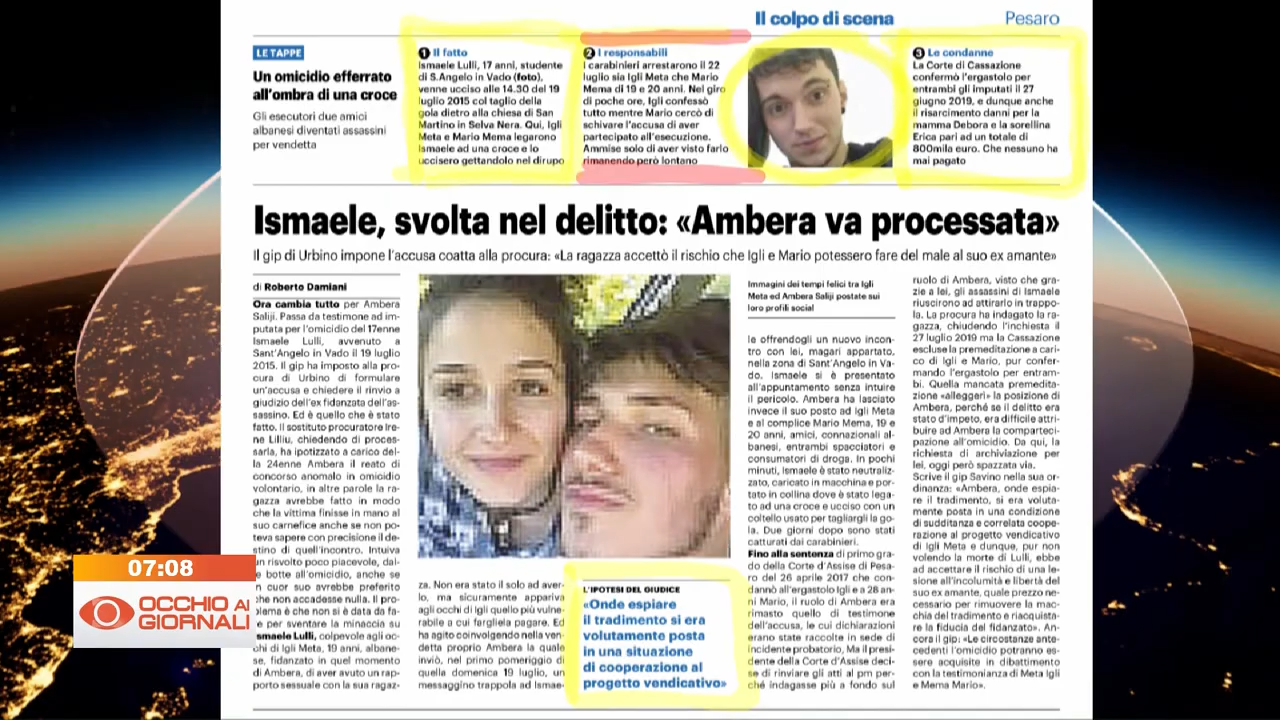 Il colpo di scena
Pesaro
LE TAPPE
Un omicidio efferrato
all'ombra di una croce
Gli esecutori due amici
albanesi diventati assassini
per vendetta
1 Il fatto
Ismaele Lulli, 17 anni, studente
di S.Angelo in Vado (foto),
venne ucciso alle 14.30 del 19
luglio 2015 col taglio della
gola dietro alla chiesa di San
Martino in Selva Nera. Qui, Igli
Meta e Mario Mema legarono
Ismaele ad una croce e lo
uccisero gettandolo nel dirupo
2 I responsabili
I carabinieri arrestarono il 22
luglio sia Igli Meta che Mario
Mema di 19 e 20 anni. Nel giro
di poche ore, Igli confessò
tutto mentre Mario cercò di
schivare l'accusa di aver
partecipato all'esecuzione.
Ammise solo di aver visto farlo
rimanendo però lontano
3 Le condanne
La Corte di Cassazione
confermò l'ergastolo per
entrambi gli imputati il 27
giugno 2019, e dunque anche
il risarcimento danni per la
mamma Debora e la sorellina
Erica pari ad un totale di
800mila euro. Che nessuno ha
mai pagato
Ismaele, svolta nel delitto: «Ambera va processata»
Il gip di Urbino impone l'accusa coatta alla procura: «La ragazza accettò il rischio che Igli e Mario potessero fare del male al suo ex amante»
di Roberto Damiani
Ora cambia tutto per Ambera
Saliji. Passa da testimone ad im-
putata per l'omicidio del 17enne
Ismaele Lulli, avvenuto a
Sant'Angelo in Vado il 19 luglio
2015. Il gip ha imposto alla pro-
cura di Urbino di formulare
un'accusa e chiedere il rinvio a
giudizio dell'ex fidanzata dell'as-
sassino. Ed è quello che è stato
fatto. Il sostituto procuratore Ire-
ne Lilliu, chiedendo di proces-
sarla, ha ipotizzato a carico del-
la 24enne Ambera il reato di
concorso anomalo in omicidio
volontario, in altre parole la ra-
gazza avrebbe fatto in modo
che la vittima finisse in mano al
suo carnefice anche se non po-
teva sapere con precisione il de-
stino di quell'incontro. Intuiva
un risvolto poco piacevole, dal-
e botte all'omicidio, anche se
n cuor suo avrebbe preferito
che non accadesse nulla. Il pro-
blema è che non si è data da fa-
e per sventare la minaccia su
Ismaele Lulli, colpevole agli oc-
chi di Igli Meta, 19 anni, albane-
se, fidanzato in quel momento
di Ambera, di aver avuto un rap-
porto sessuale con la sua ragaz-
za. Non era stato il solo ad aver-
lo, ma sicuramente appariva
agli occhi di Igli quello più vulne-
rabile a cui fargliela pagare. Ed
ha agito coinvolgendo nella ven-
detta proprio Ambera la quale
inviò, nel primo pomeriggio di
quella domenica 19 luglio, un
messaggino trappola ad Ismae-
L'IPOTESI DEL GIUDICE
«Onde espiare
il tradimento si era
volutamente posta
in una situazione
di cooperazione al
progetto vendicativo»
Immagini dei tempi felici tra Igli
Meta ed Ambera Saliji postate sui
loro profili social
le offrendogli un nuovo incon-
tro con lei, magari appartato,
nella zona di Sant'Angelo in Va-
do. Ismaele si è presentato
all'appuntamento senza intuire
il pericolo. Ambera ha lasciato
invece il suo posto ad Igli Meta
e al complice Mario Mema, 19 e
20 anni, amici, connazionali al-
banesi, entrambi spacciatori e
consumatori di droga. In pochi
minuti, Ismaele è stato neutraliz-
zato, caricato in macchina e por-
tato in collina dove è stato lega-
to ad una croce e ucciso con un
coltello usato per tagliargli la go-
la. Due giorni dopo sono stati
catturati dai carabinieri.
Fino alla sentenza di primo gra-
do della Corte d'Assise di Pesa-
ro del 26 aprile 2017 che con-
dannò all'ergastolo Igli e a 28 an-
ni Mario, il ruolo di Ambera era
rimasto quello di testimone
dell'accusa, le cui dichiarazioni
erano state raccolte in sede di
incidente probatorio, Ma il presi-
dente della Corte d'Assise deci-
se di rinviare gli atti al pm per-
ché indagasse più a fondo sul
ruolo di Ambera, visto che gra-
zie a lei, gli assassini di Ismaele
riuscirono ad attirarlo in trappo-
la. La procura ha indagato la ra-
gazza, chiudendo l'inchiesta il
27 luglio 2019 ma la Cassazione
escluse la premeditazione a cari-
co di Igli e Mario, pur confer-
mando l'ergastolo per entram-
bi. Quella mancata premedita-
zione «alleggerì» la posizione di
Ambera, perché se il delitto era
stato d'impeto, era difficile attri-
buire ad Ambera la comparteci-
pazione all'omicidio. Da qui, la
richiesta di archiviazione per
lei, oggi però spazzata via.
Scrive il gip Savino nella sua or-
dinanza: «Ambera, onde espia-
re il tradimento, si era voluta-
mente posta in una condizione
di sudditanza e correlata coope-
razione al progetto vendicativo
di Igli Meta e dunque, pur non
volendo la morte di Lulli, ebbe
ad accettare il rischio di una le-
sione all'incolumità e libertà del
suo ex amante, quale prezzo ne-
cessario per rimuovere la mac-
chia del tradimento e riacquista-
re la fiducia del fidanzato». An-
cora il gip: «Le circostanze ante-
cedenti l'omicidio potranno es-
sere acquisite in dibattimento
con la testimonianza di Meta Igli
e Mema Mario».
07:08
OCCHIO AI
GIORNALI